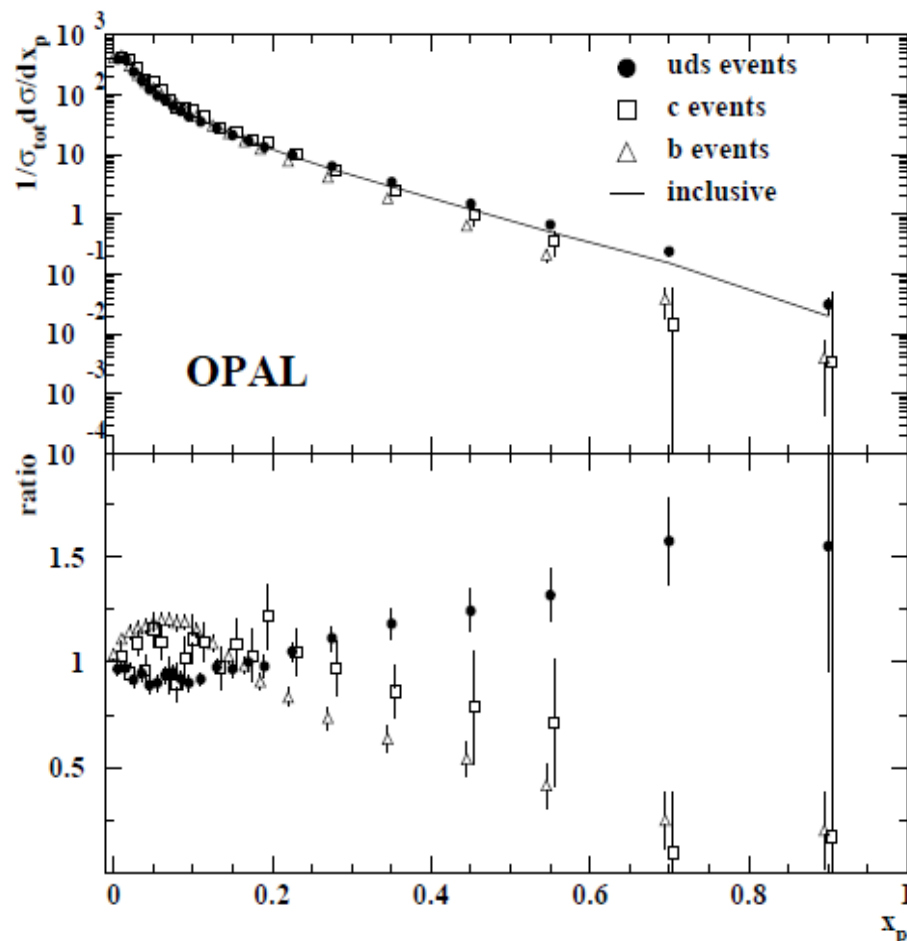 1/σ_tot dσ/dx_p
10^3
10^2
10
1
10^-1
10^-2
10^-3
10^-4
uds events
c events
b events
inclusive
OPAL
ratio
1.5
1
0.5
0 0.2 0.4 0.6 0.8 1
x_p